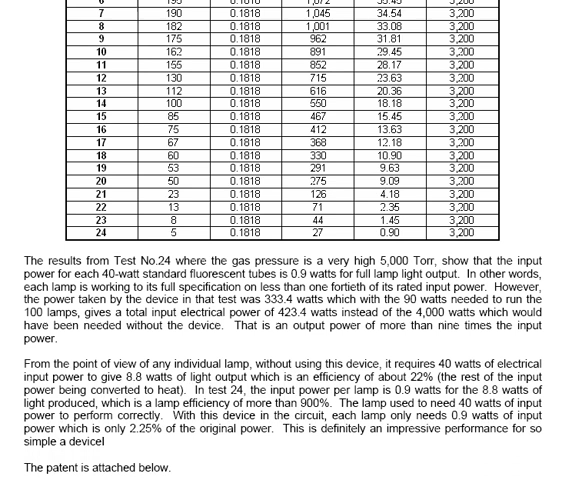 7 190 0.1818 1,045 34.54 3,200
8 182 0.1818 1,001 33.08 3,200
9 175 0.1818 962 31.81 3,200
10 162 0.1818 891 29.45 3,200
11 155 0.1818 852 28.17 3,200
12 130 0.1818 715 23.63 3,200
13 112 0.1818 616 20.36 3,200
14 100 0.1818 550 18.18 3,200
15 85 0.1818 467 15.45 3,200
16 75 0.1818 412 13.63 3,200
17 67 0.1818 368 12.18 3,200
18 60 0.1818 330 10.90 3,200
19 53 0.1818 291 9.63 3,200
20 50 0.1818 275 9.09 3,200
21 23 0.1818 126 4.18 3,200
22 13 0.1818 71 2.35 3,200
23 8 0.1818 44 1.45 3,200
24 5 0.1818 27 0.90 3,200
The results from Test No.24 where the gas pressure is a very high 5,000 Torr, show that the input
power for each 40-watt standard fluorescent tubes is 0.9 watts for full lamp light output. In other words,
each lamp is working to its full specification on less than one fortieth of its rated input power. However,
the power taken by the device in that test was 333.4 watts which with the 90 watts needed to run the
100 lamps, gives a total input electrical power of 423.4 watts instead of the 4,000 watts which would
have been needed without the device. That is an output power of more than nine times the input
power.
From the point of view of any individual lamp, without using this device, it requires 40 watts of electrical
input power to give 8.8 watts of light output which is an efficiency of about 22% (the rest of the input
power being converted to heat). In test 24, the input power per lamp is 0.9 watts for the 8.8 watts of
light produced, which is a lamp efficiency of more than 900%. The lamp used to need 40 watts of input
power to perform correctly. With this device in the circuit, each lamp only needs 0.9 watts of input
power which is only 2.25% of the original power. This is definitely an impressive performance for so
simple a device!
The patent is attached below.